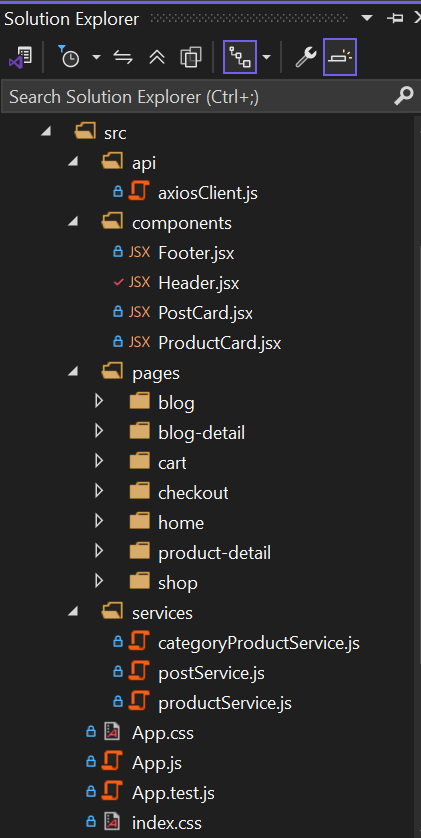 Solution Explorer
Search Solution Explorer (Ctrl+;)
src
api
axiosClient.js
components
JSX Footer.jsx
JSX Header.jsx
JSX PostCard.jsx
JSX ProductCard.jsx
pages
blog
blog-detail
cart
checkout
home
product-detail
shop
services
categoryProductService.js
postService.js
productService.js
App.css
App.js
App.test.js
index.css